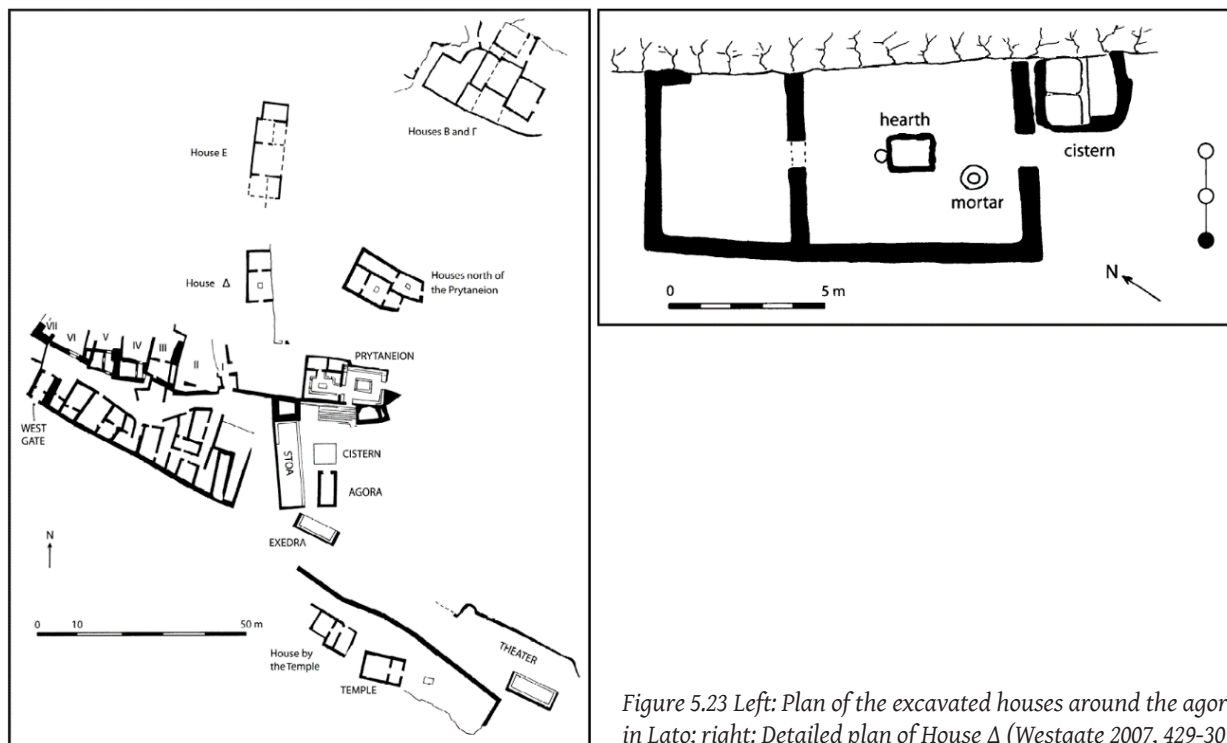 Houses B and Γ
House E
House Δ
Houses north of
the Prytaneion
VII
VI
V
IV
III
II
PRYTANEION
WEST
GATE
STOA
CISTERN
AGORA
EXEDRA
N
0 10 50 m
House by
the Temple
TEMPLE
THEATER
hearth
mortar
cistern
N
0 5 m
Figure 5.23 Left: Plan of the excavated houses around the agor
in Lato; right: Detailed plan of House Δ (Westgate 2007, 429-30